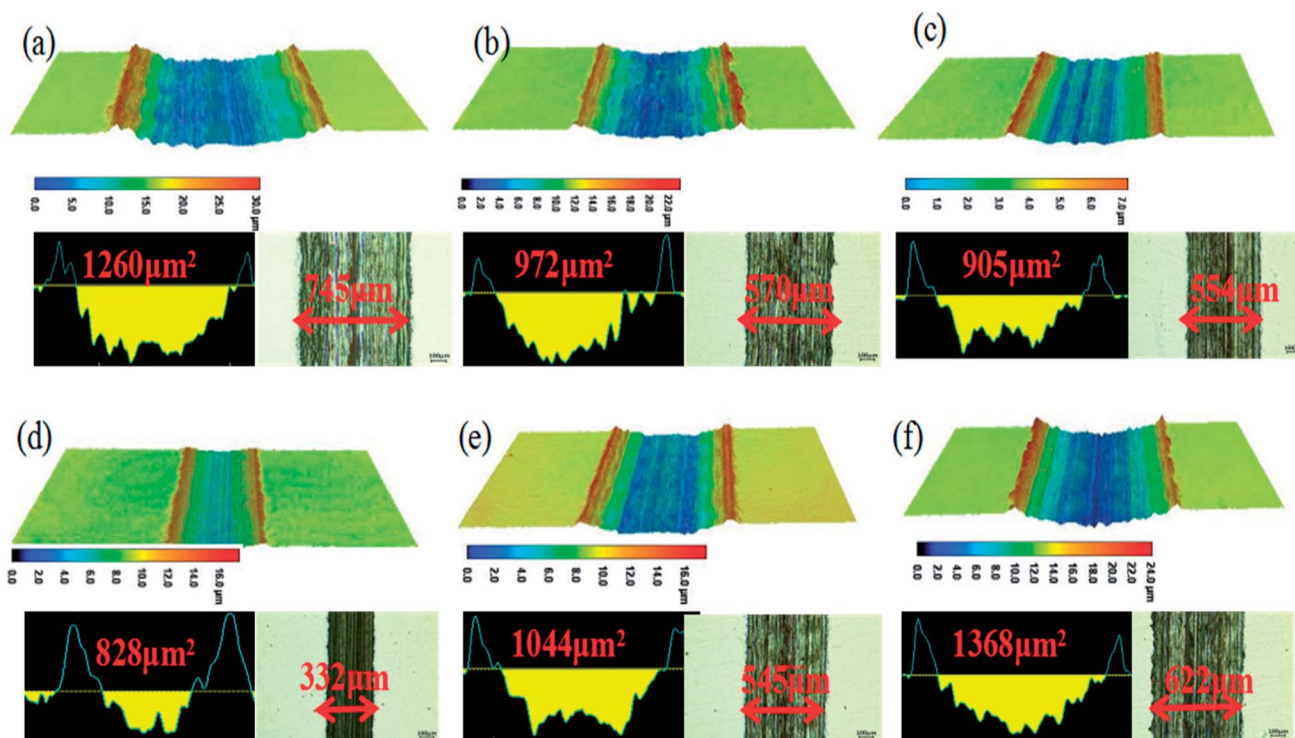 (a)
(b)
(c)
0.0 5.0 10.0 15.0 20.0 25.0 30.0 µm
0.0 2.0 4.0 6.0 8.0 10.0 12.0 14.0 16.0 18.0 20.0 22.0 µm
0.0 1.0 2.0 3.0 4.0 5.0 6.0 7.0 µm
1260µm²
745µm
100µm
972µm²
570µm
100µm
905µm²
554µm
100µm
(d)
(e)
(f)
0.0 2.0 4.0 6.0 8.0 10.0 12.0 14.0 16.0 µm
0.0 2.0 4.0 6.0 8.0 10.0 12.0 14.0 16.0 µm
0.0 2.0 4.0 6.0 8.0 10.0 12.0 14.0 16.0 18.0 20.0 22.0 24.0 µm
828µm²
332µm
100µm
1044µm²
545µm
100µm
1368µm²
622µm
100µm